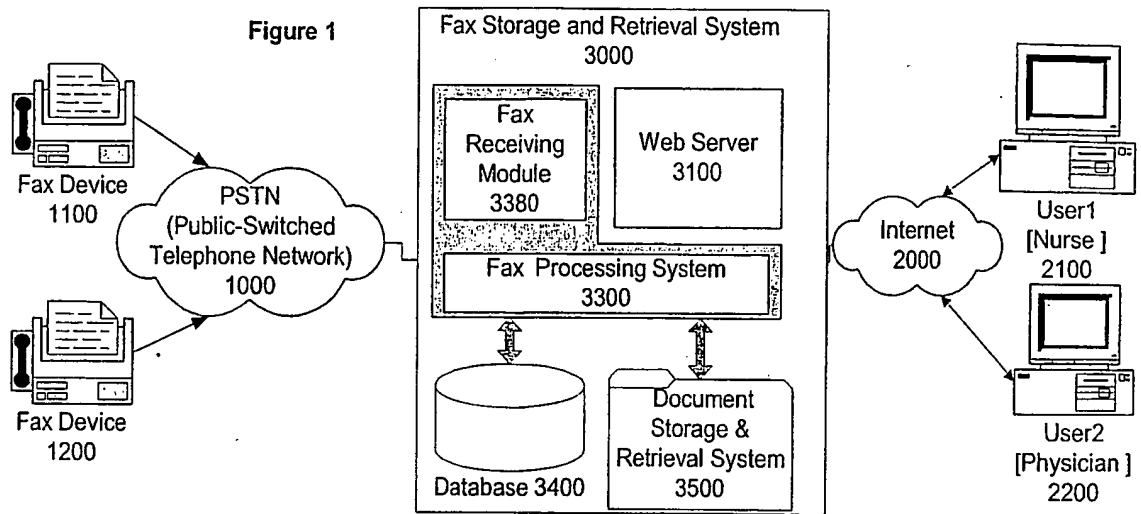 Figure 1
Fax Device
1100
Fax Device
1200
PSTN
(Public-Switched
Telephone Network)
1000
Fax Storage and Retrieval System
3000
Fax
Receiving
Module
3380
Web Server
3100
Fax Processing System
3300
Database 3400
Document
Storage &
Retrieval System
3500
Internet
2000
User1
[Nurse ]
2100
User2
[Physician ]
2200